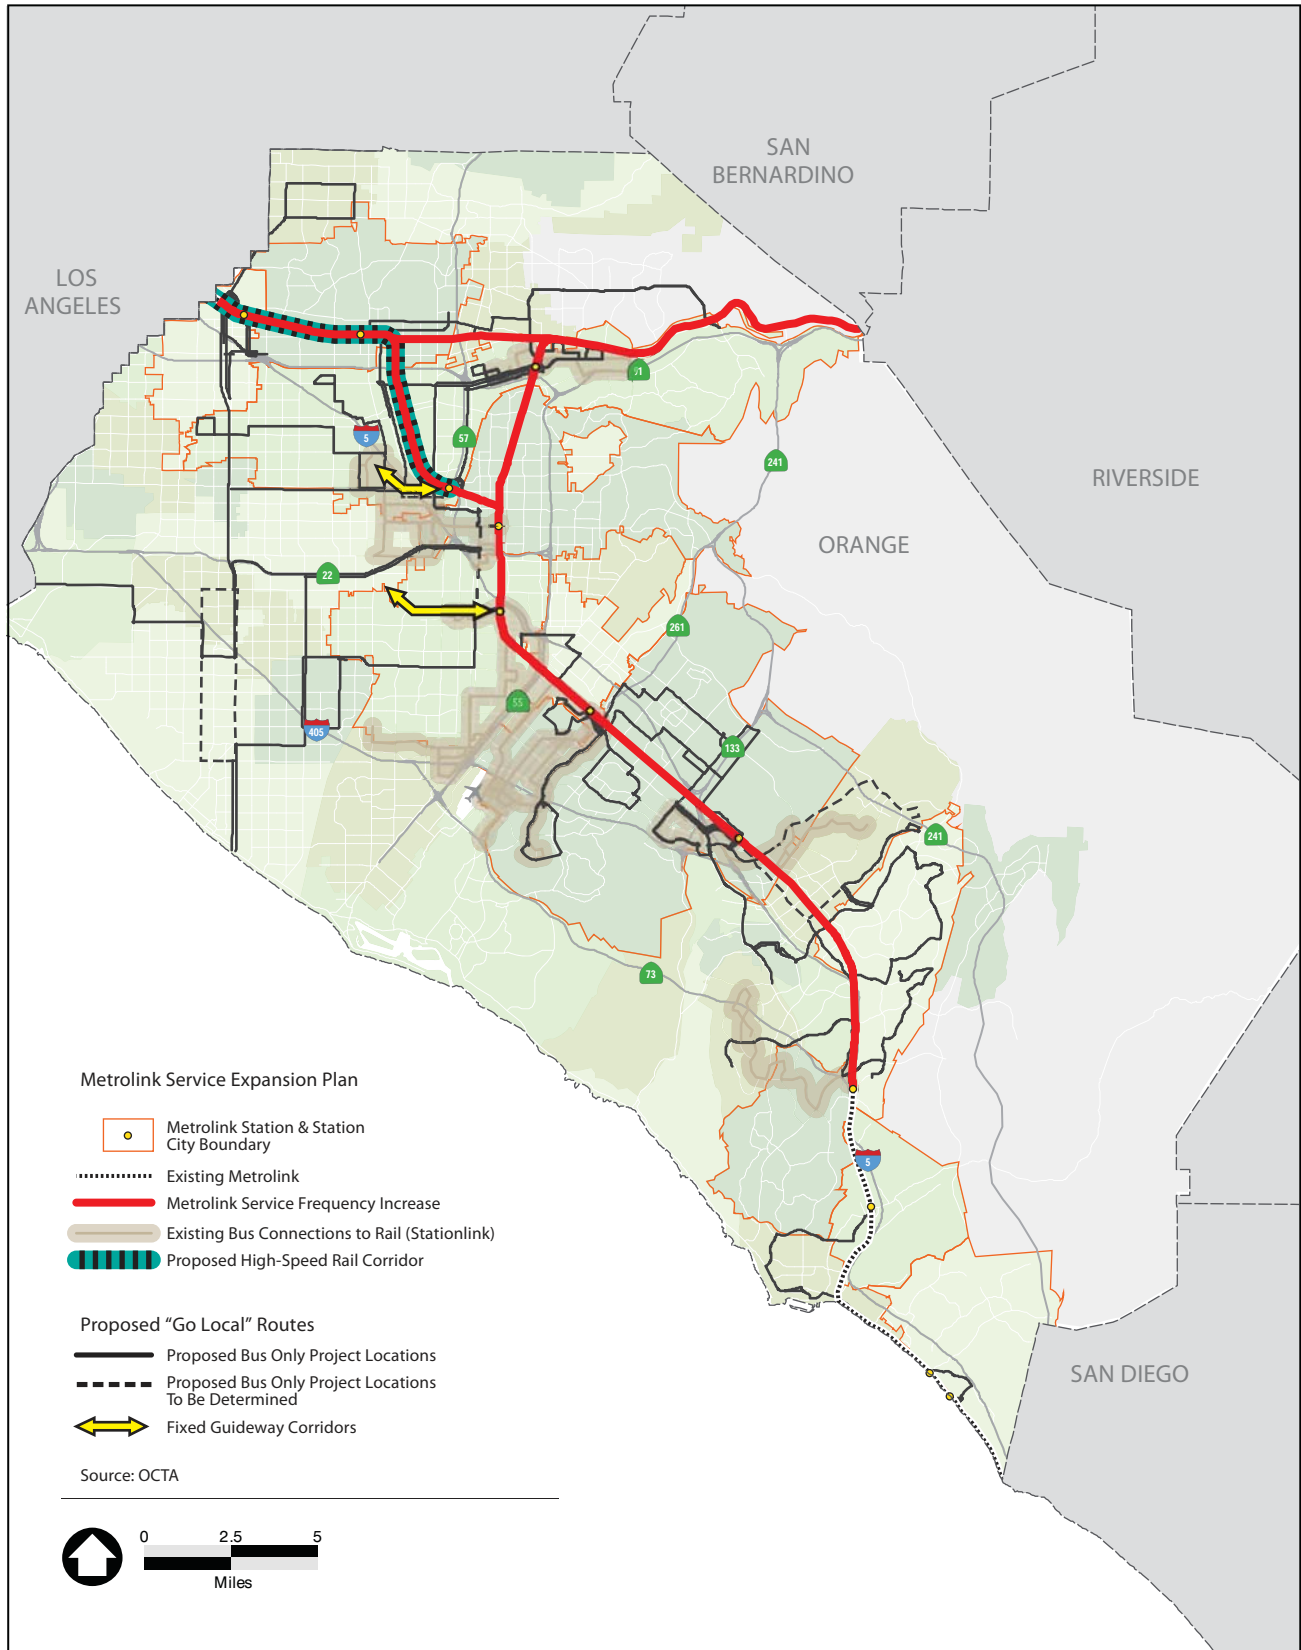 SAN
BERNARDINO
LOS
ANGELES
91
5
57
241
RIVERSIDE
ORANGE
22
261
55
405
133
241
73
Metrolink Service Expansion Plan
Metrolink Station & Station
City Boundary
Existing Metrolink
5
Metrolink Service Frequency Increase
Existing Bus Connections to Rail (Stationlink)
Proposed High-Speed Rail Corridor
Proposed “Go Local” Routes
Proposed Bus Only Project Locations
Proposed Bus Only Project Locations
To Be Determined
SAN DIEGO
Fixed Guideway Corridors
Source: OCTA
0 2.5 5
Miles